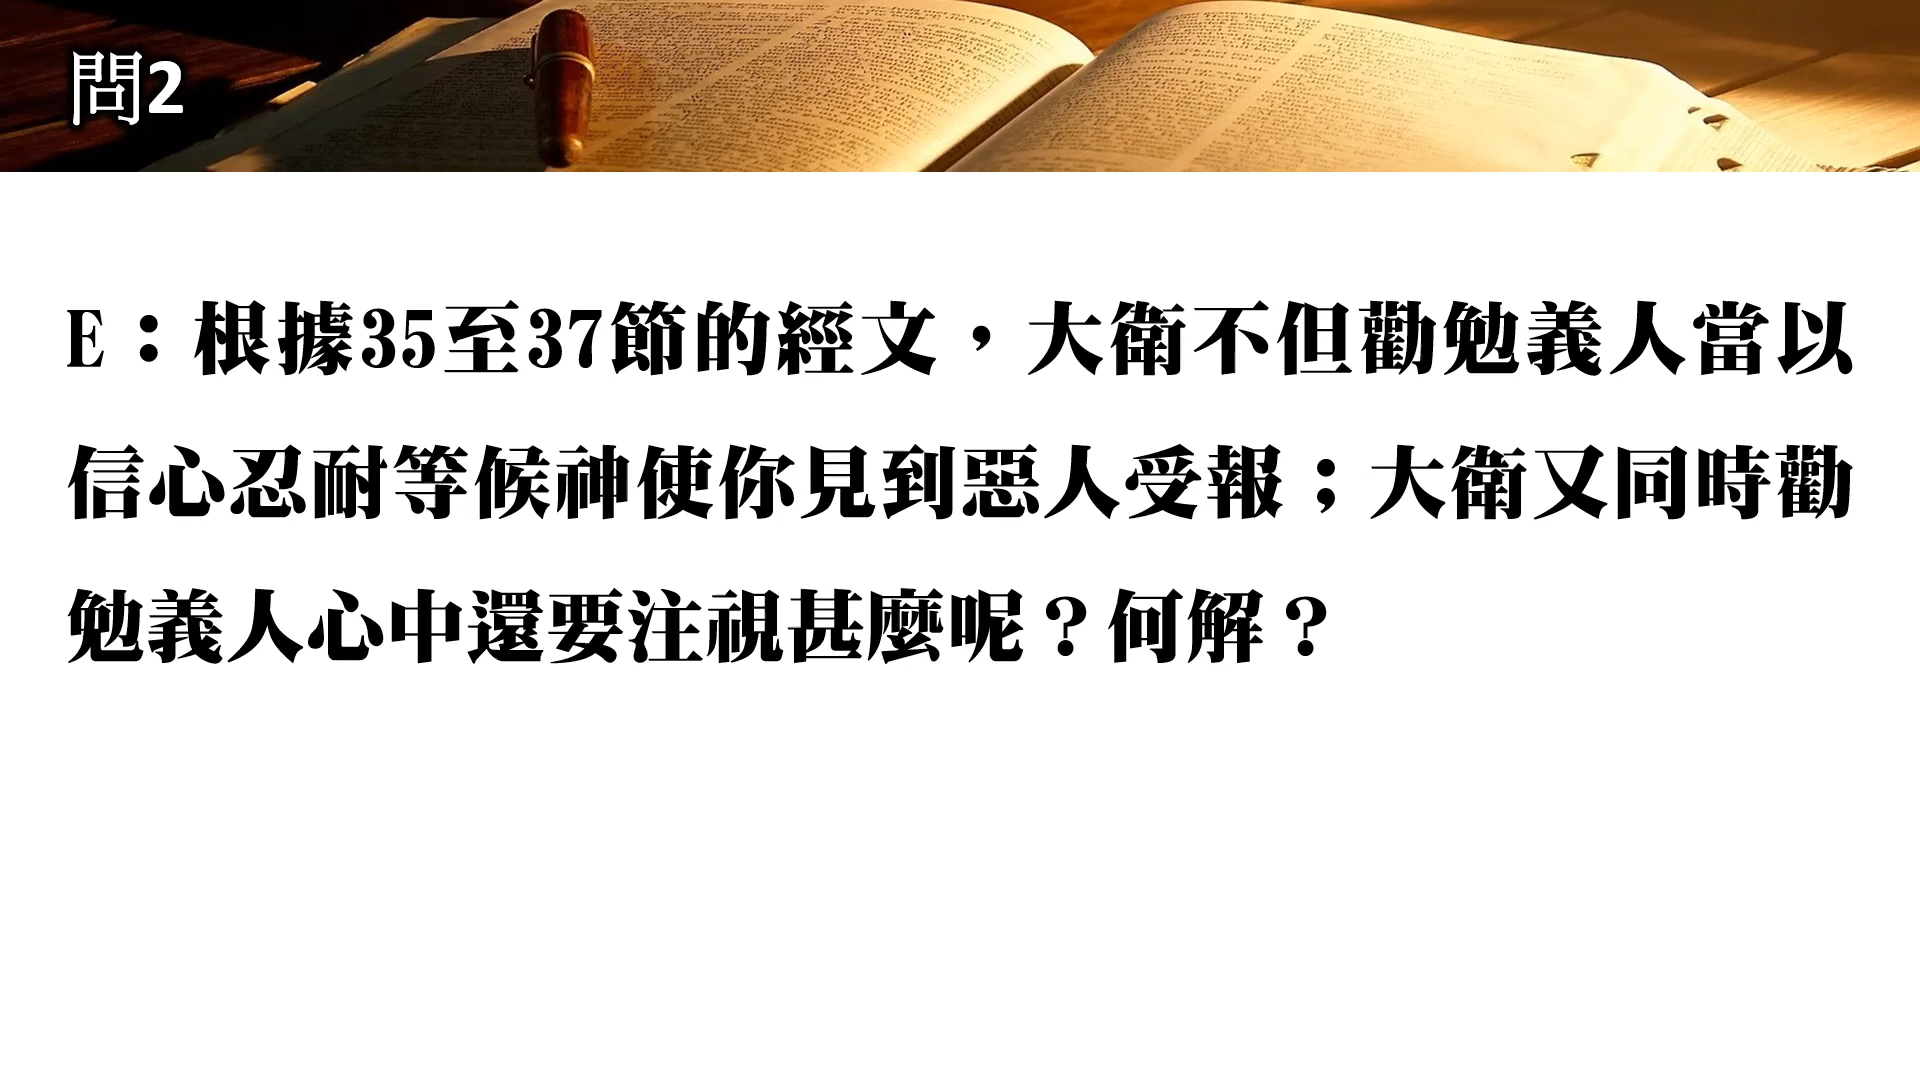 問2
E：根據35至37節的經文，大衛不但勸勉義人當以
信心忍耐等候神使你見到惡人受報；大衛又同時勸
勉義人心中還要注視甚麼呢？何解？